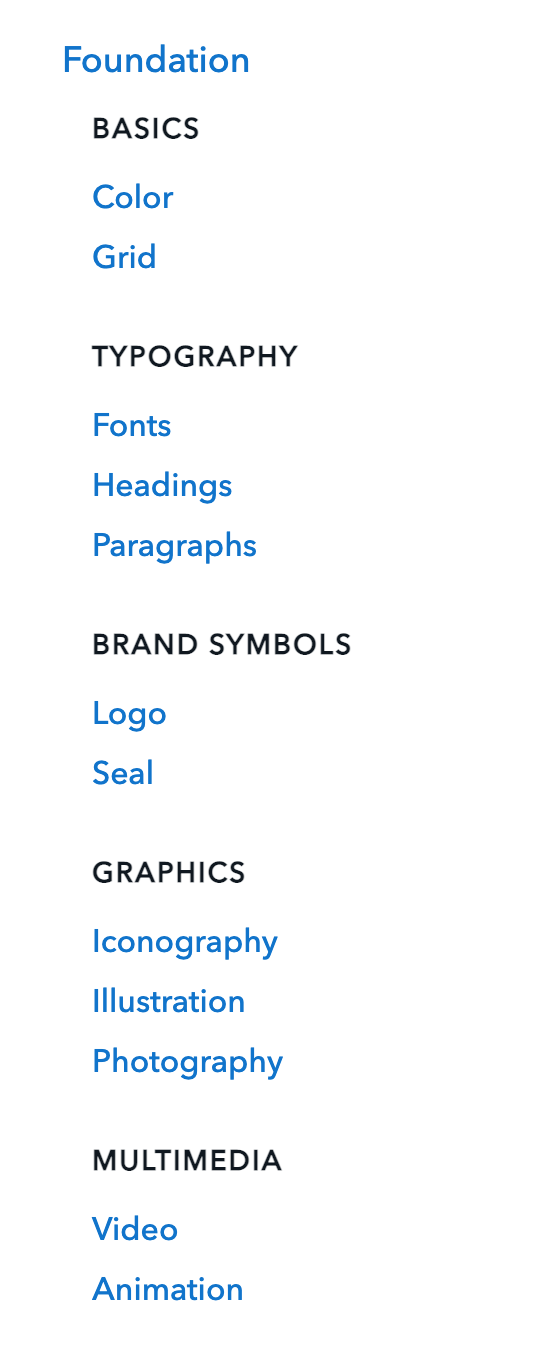 Foundation
BASICS
Color
Grid
TYPOGRAPHY
Fonts
Headings
Paragraphs
BRAND SYMBOLS
Logo
Seal
GRAPHICS
Iconography
Illustration
Photography
MULTIMEDIA
Video
Animation